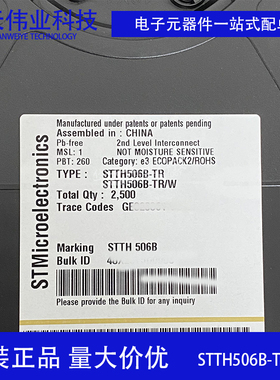 天伟业科技
ANWEIYE MICROELECTRONICS
电子元器件一站式配单
Manufactured under patents or patents pending
Assembled in : CHINA
Pb-free 2nd Level Interconnect
MSL: 1 NOT MOISTURE SENSITIVE
PBT: 260 Category: e3 ECOPACK2/ROHS
TYPE: STTH506B-TR
STTH506B-TR/W
Total Qty : 2,500
Trace Codes
STMicroelectronics
Marking STTH 506B
Bulk ID
Please provide the Bulk ID for any inquiry
装正品 量大价优
STTH506B-T